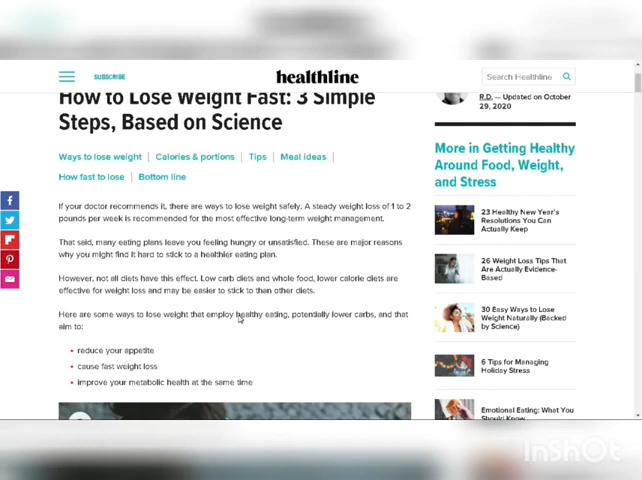 SUBSCRIBE
healthline
Search Healthline
How to Lose Weight Fast: 3 Simple
Steps, Based on Science
Ways to lose weight | Calories & portions | Tips | Meal ideas |
How fast to lose | Bottom line
If your doctor recommends it, there are ways to lose weight safely. A steady weight loss of 1 to 2
pounds per week is recommended for the most effective long-term weight management.
That said, many eating plans leave you feeling hungry or unsatisfied. These are major reasons
why you might find it hard to stick to a healthier eating plan.
However, not all diets have this effect. Low carb diets and whole food, lower calorie diets are
effective for weight loss and may be easier to stick to than other diets.
Here are some ways to lose weight that employ healthy eating, potentially lower carbs, and that
aim to:
• reduce your appetite
• cause fast weight loss
• improve your metabolic health at the same time
R.D. — Updated on October
29, 2020
More in Getting Healthy
Around Food, Weight,
and Stress
23 Healthy New Year's
Resolutions You Can
Actually Keep
26 Weight Loss Tips That
Are Actually Evidence-
Based
30 Easy Ways to Lose
Weight Naturally (Backed
by Science)
6 Tips for Managing
Holiday Stress
Emotional Eating: What You
Should Know
InShOt